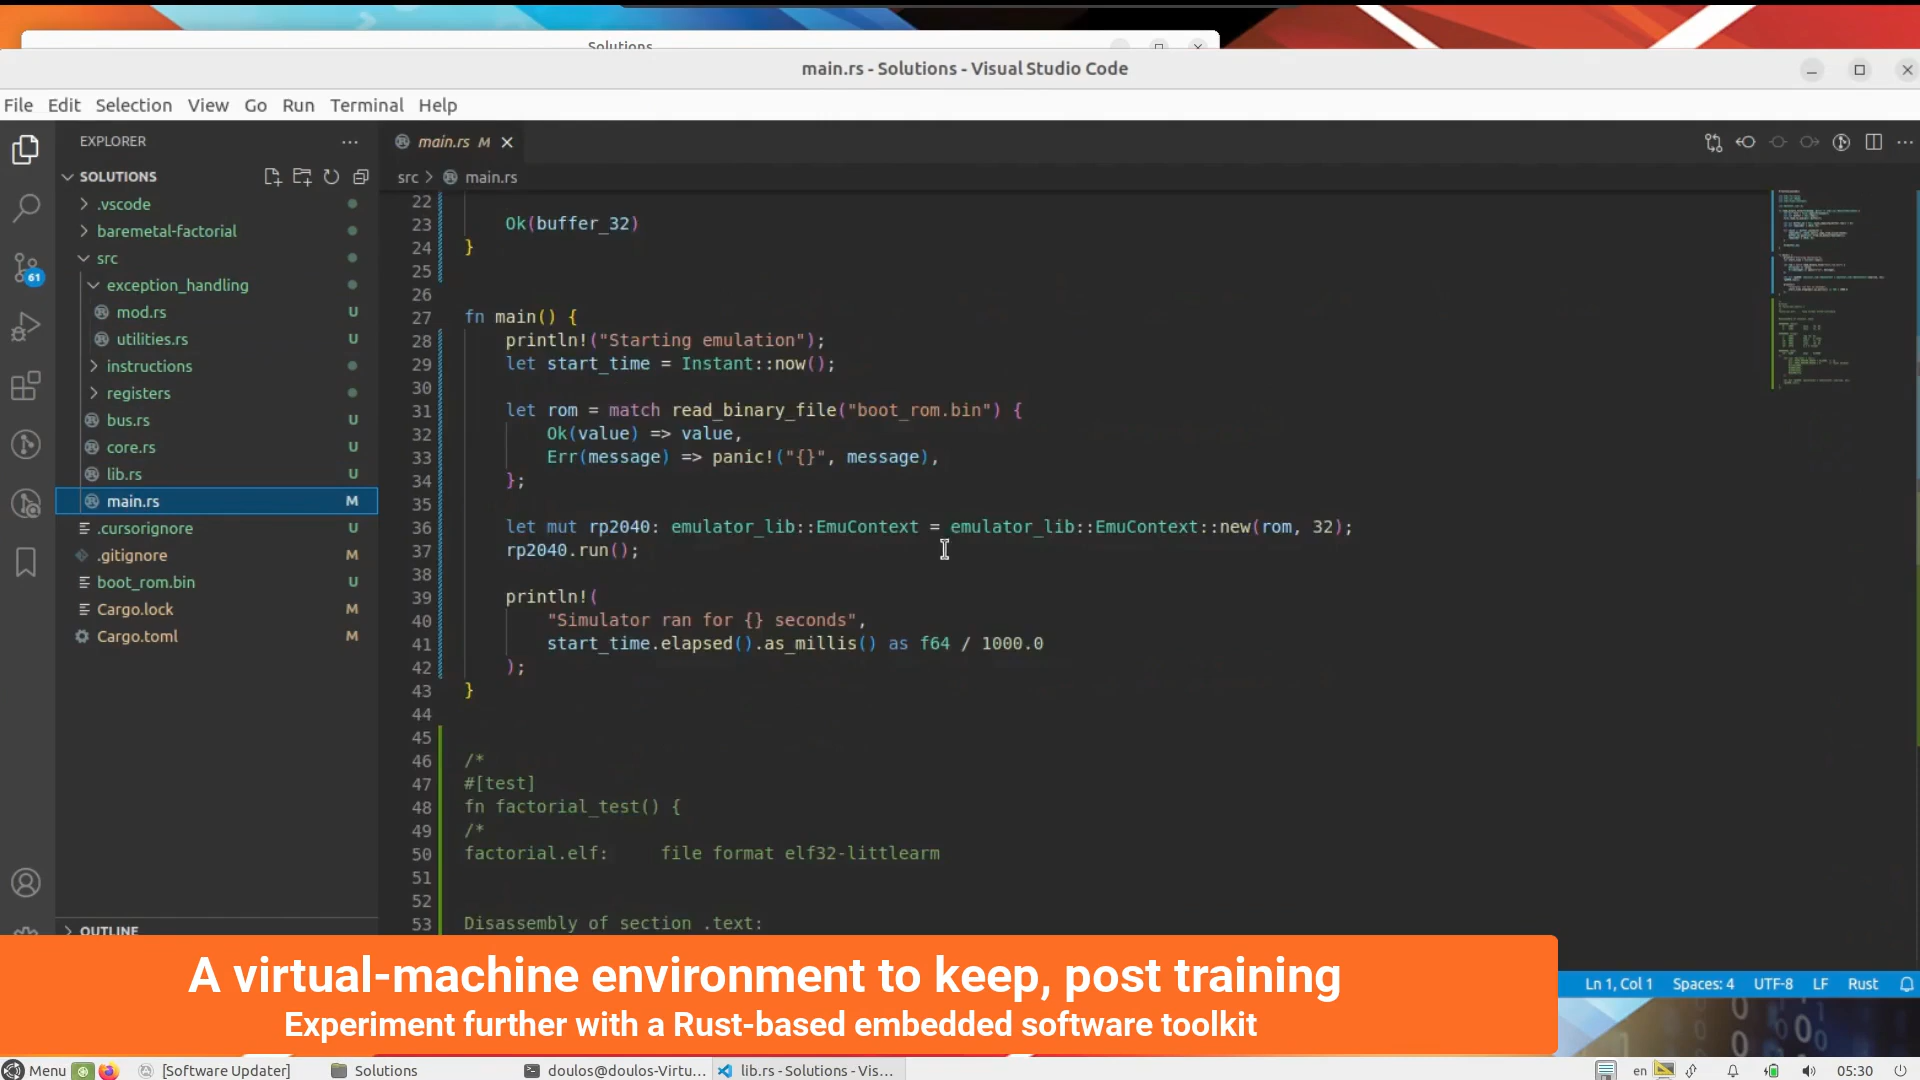 Solutions
main.rs - Solutions - Visual Studio Code
File Edit Selection View Go Run Terminal Help
EXPLORER
main.rs M
SOLUTIONS
src > main.rs
.vscode
baremetal-factorial
src
exception_handling
mod.rs U
utilities.rs U
instructions
registers
bus.rs U
core.rs U
lib.rs U
main.rs M
.cursorignore U
.gitignore M
boot_rom.bin U
Cargo.lock M
Cargo.toml M
OUTLINE
61
22
23 Ok(buffer_32)
24 }
25
26
27 fn main() {
28 println!("Starting emulation");
29 let start_time = Instant::now();
30
31 let rom = match read_binary_file("boot_rom.bin") {
32 Ok(value) => value,
33 Err(message) => panic!("{}", message),
34 };
35
36 let mut rp2040: emulator_lib::EmuContext = emulator_lib::EmuContext::new(rom, 32);
37 rp2040.run();
38
39 println!(
40 "Simulator ran for {} seconds",
41 start_time.elapsed().as_millis() as f64 / 1000.0
42 );
43 }
44
45
46 /*
47 #[test]
48 fn factorial_test() {
49 /*
50 factorial.elf: file format elf32-littlearm
51
52
53 Disassembly of section .text:
A virtual-machine environment to keep, post training
Experiment further with a Rust-based embedded software toolkit
Ln 1, Col 1 Spaces: 4 UTF-8 LF Rust
Menu [Software Updater] Solutions doulos@doulos-Virtu... lib.rs - Solutions - Vis... en 05:30